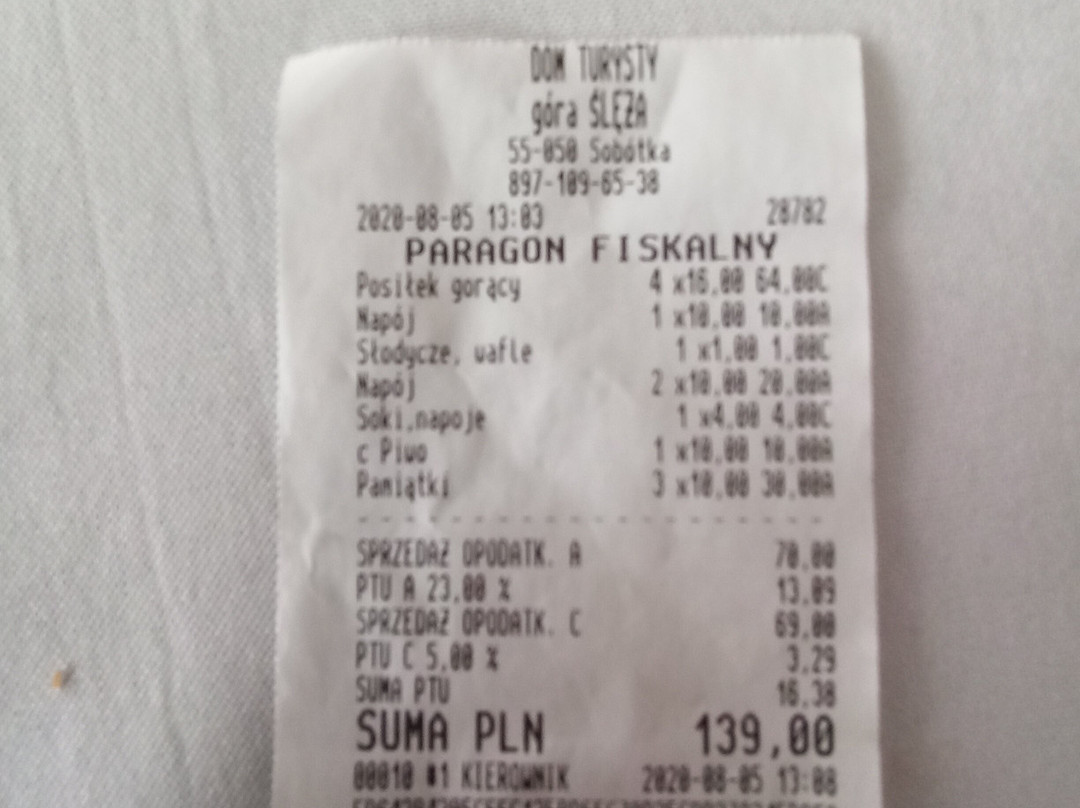 DOM TURYSTY
góra ŚLĘŻA
55-050 Sobótka
897-109-65-38
2020-08-05 13:03 28782
PARAGON FISKALNY
Posiłek gorący 4 x16,00 64,00C
Napój 1 x10,00 10,00A
Słodycze, wafle 1 x1,00 1,00C
Napój 2 x10,00 20,00A
Soki,napoje 1 x4,00 4,00C
c Piwo 1 x10,00 10,00A
Pamiątki 3 x10,00 30,00A
SPRZEDAŻ OPODATK. A 70,00
PTU A 23,00 % 13,09
SPRZEDAŻ OPODATK. C 69,00
PTU C 5,00 % 3,29
SUMA PTU 16,38
SUMA PLN 139,00
00010 #1 KIEROWNIK 2020-08-05 13:08